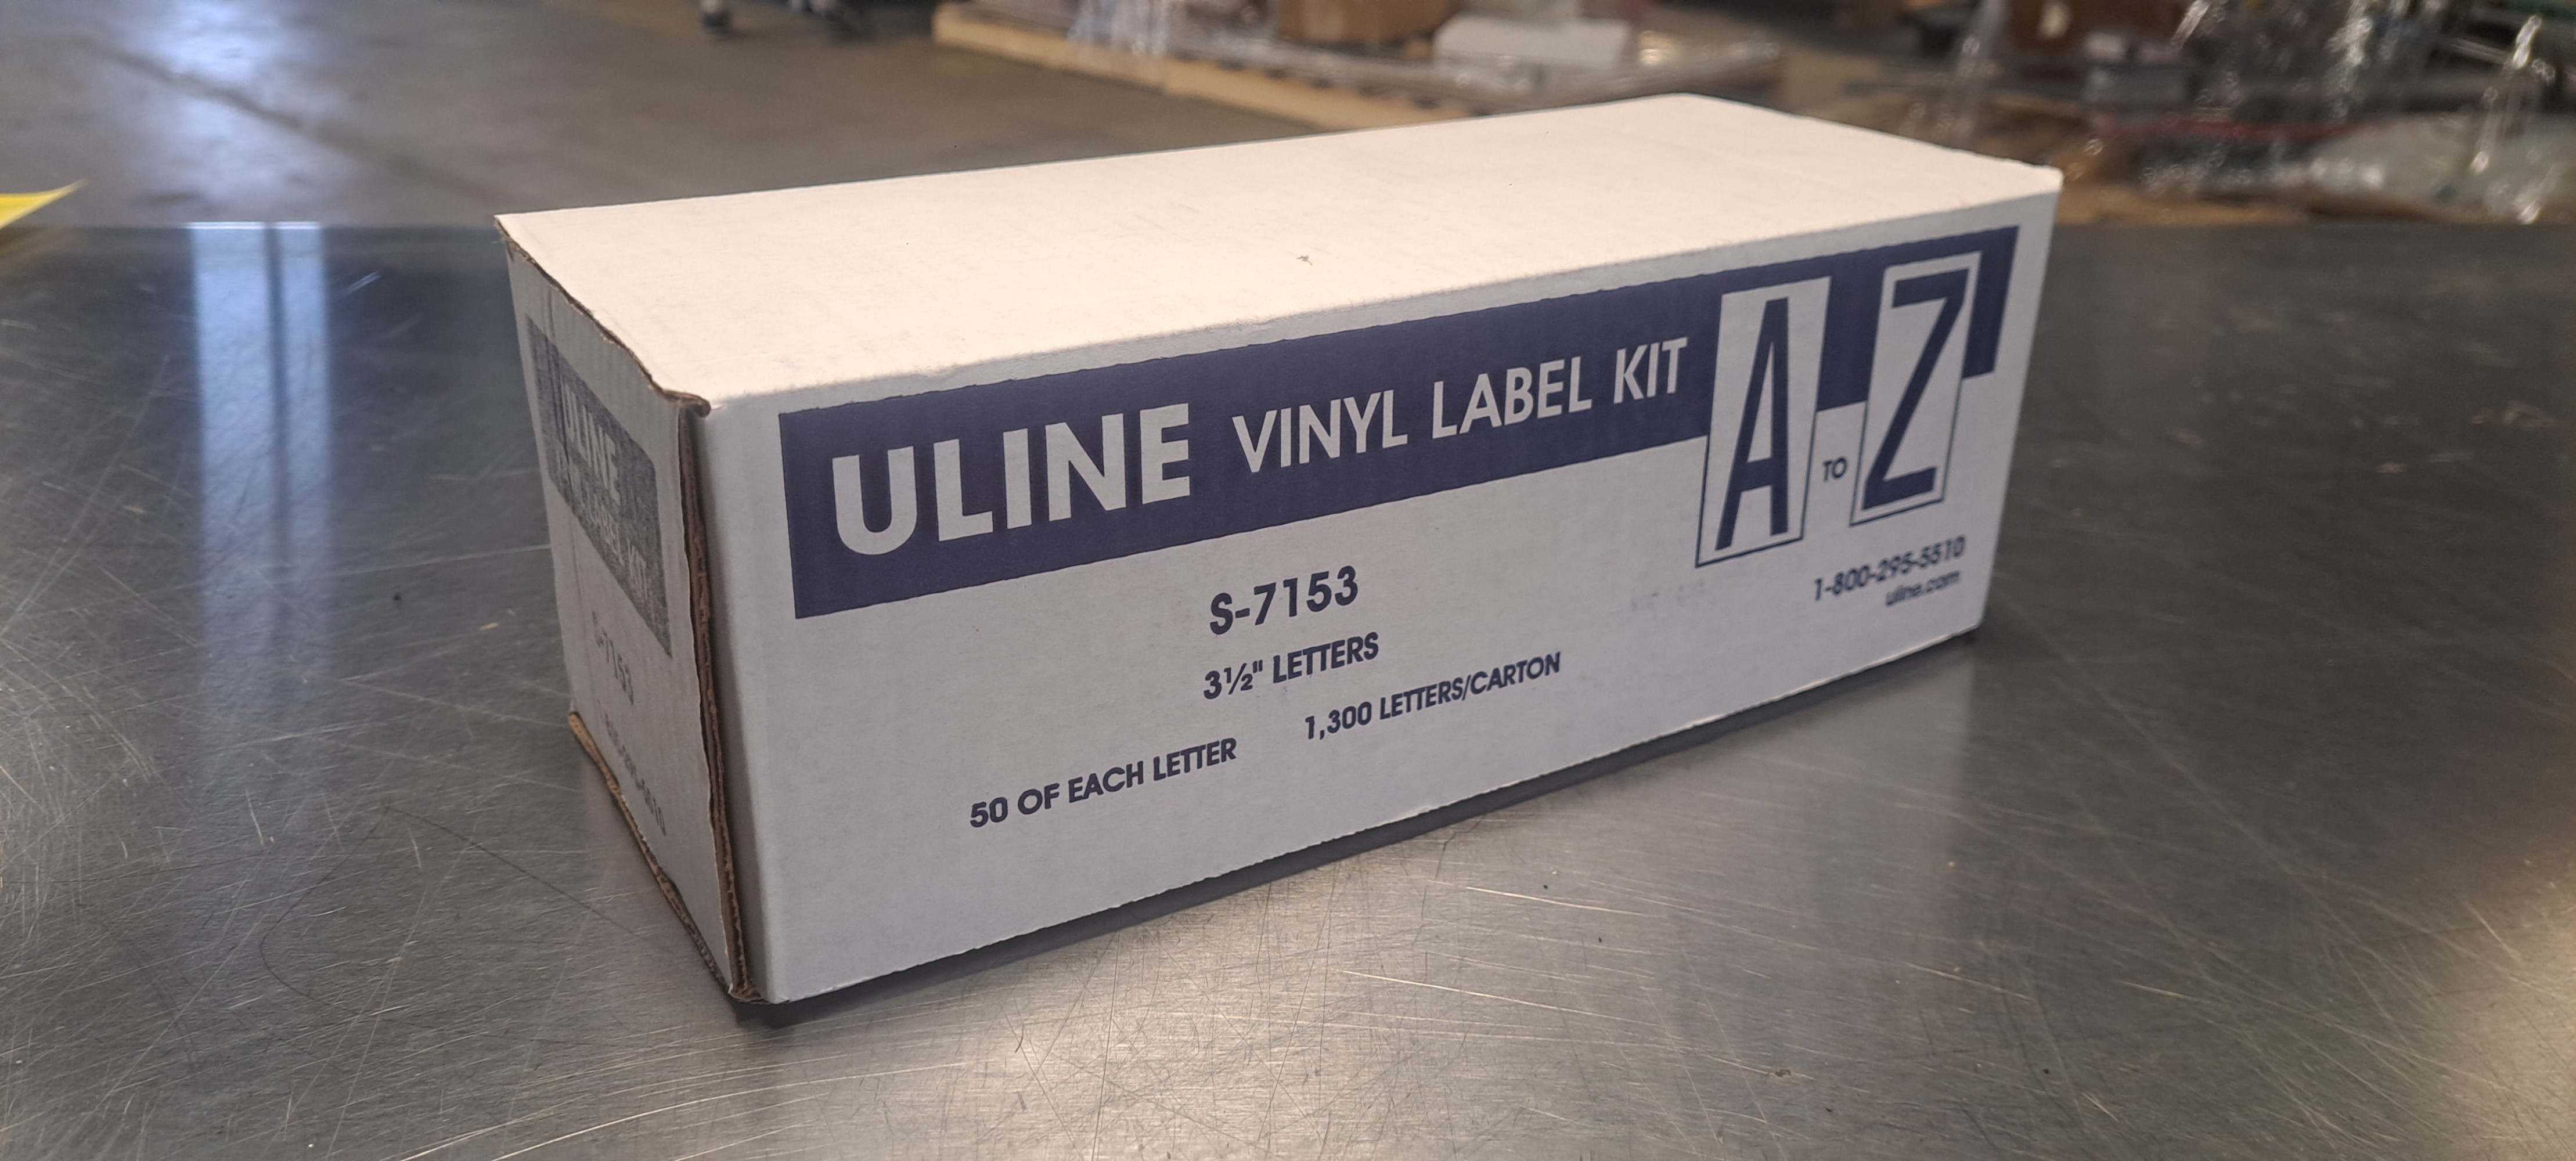 ULINE VINYL LABEL KIT
A TO Z
S-7153
3½" LETTERS
50 OF EACH LETTER 1,300 LETTERS/CARTON
1-800-295-5510
uline.com
ULINE
LABEL KIT
S-7153